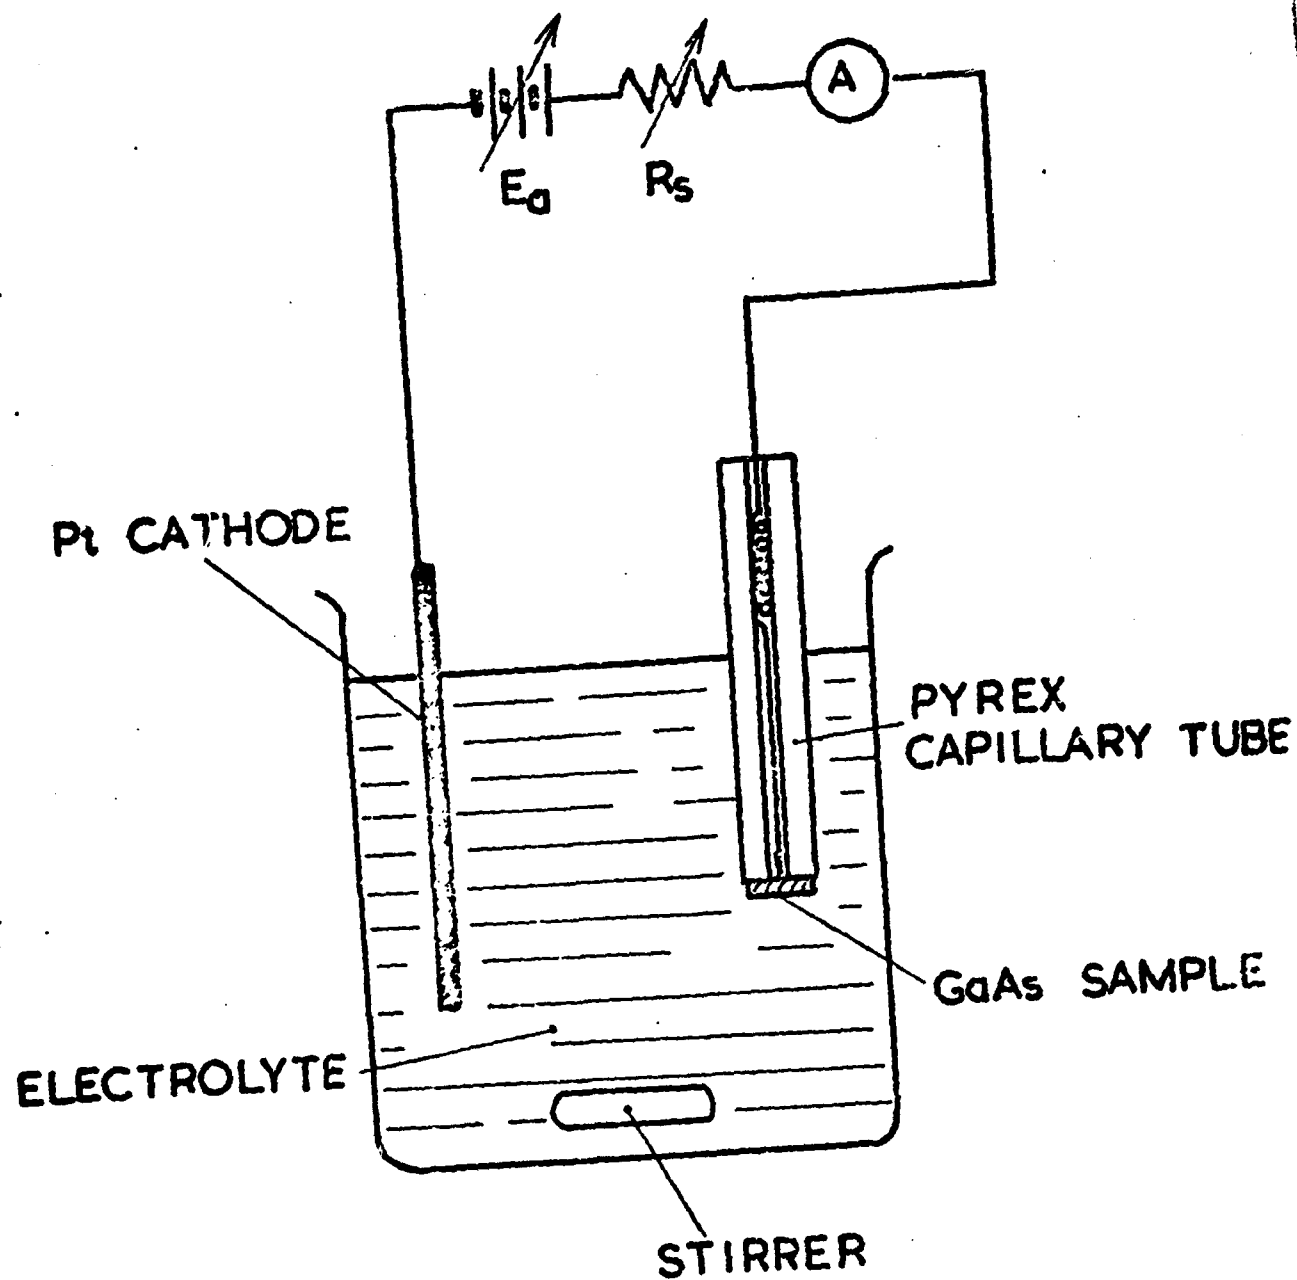 A
Ea
Rs
Pt CATHODE
PYREX
CAPILLARY TUBE
GaAs SAMPLE
ELECTROLYTE
STIRRER